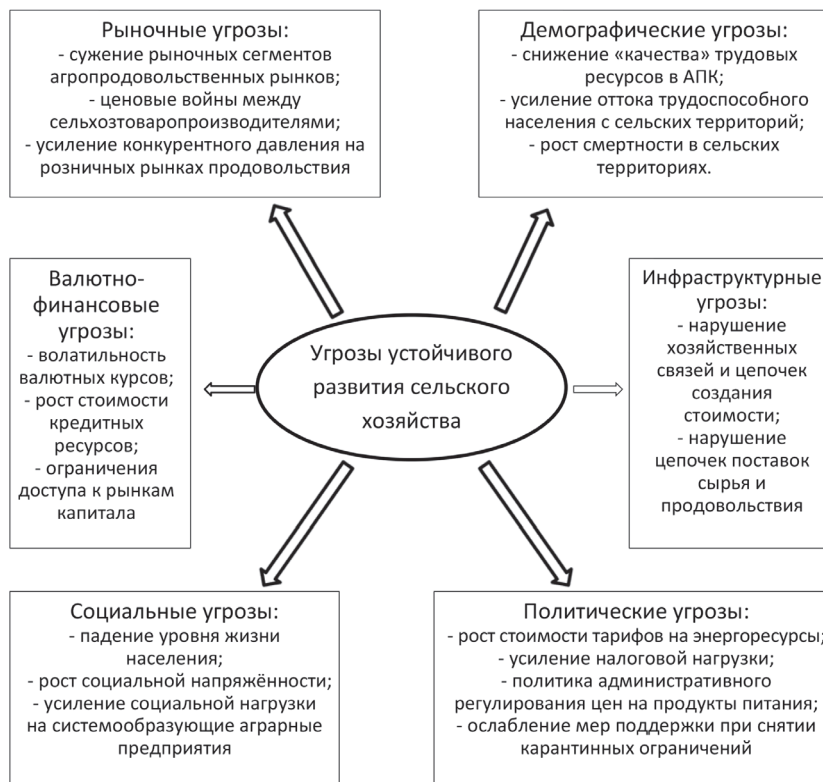 Рыночные угрозы:
- сужение рыночных сегментов
агропродовольственных рынков;
- ценовые войны между
сельхозтоваропроизводителями;
- усиление конкурентного давления на
розничных рынках продовольствия
Демографические угрозы:
- снижение «качества» трудовых
ресурсов в АПК;
- усиление оттока трудоспособного
населения с сельских территорий;
- рост смертности в сельских
территориях.
Валютно-
финансовые
угрозы:
- волатильность
валютных курсов;
- рост стоимости
кредитных
ресурсов;
- ограничения
доступа к рынкам
капитала
Угрозы устойчивого
развития сельского
хозяйства
Инфраструктурные
угрозы:
- нарушение
хозяйственных
связей и цепочек
создания
стоимости;
- нарушение
цепочек поставок
сырья и
продовольствия
Социальные угрозы:
- падение уровня жизни
населения;
- рост социальной напряжённости;
- усиление социальной нагрузки
на системообразующие аграрные
предприятия
Политические угрозы:
- рост стоимости тарифов на энергоресурсы;
- усиление налоговой нагрузки;
- политика административного
регулирования цен на продукты питания;
- ослабление мер поддержки при снятии
карантинных ограничений